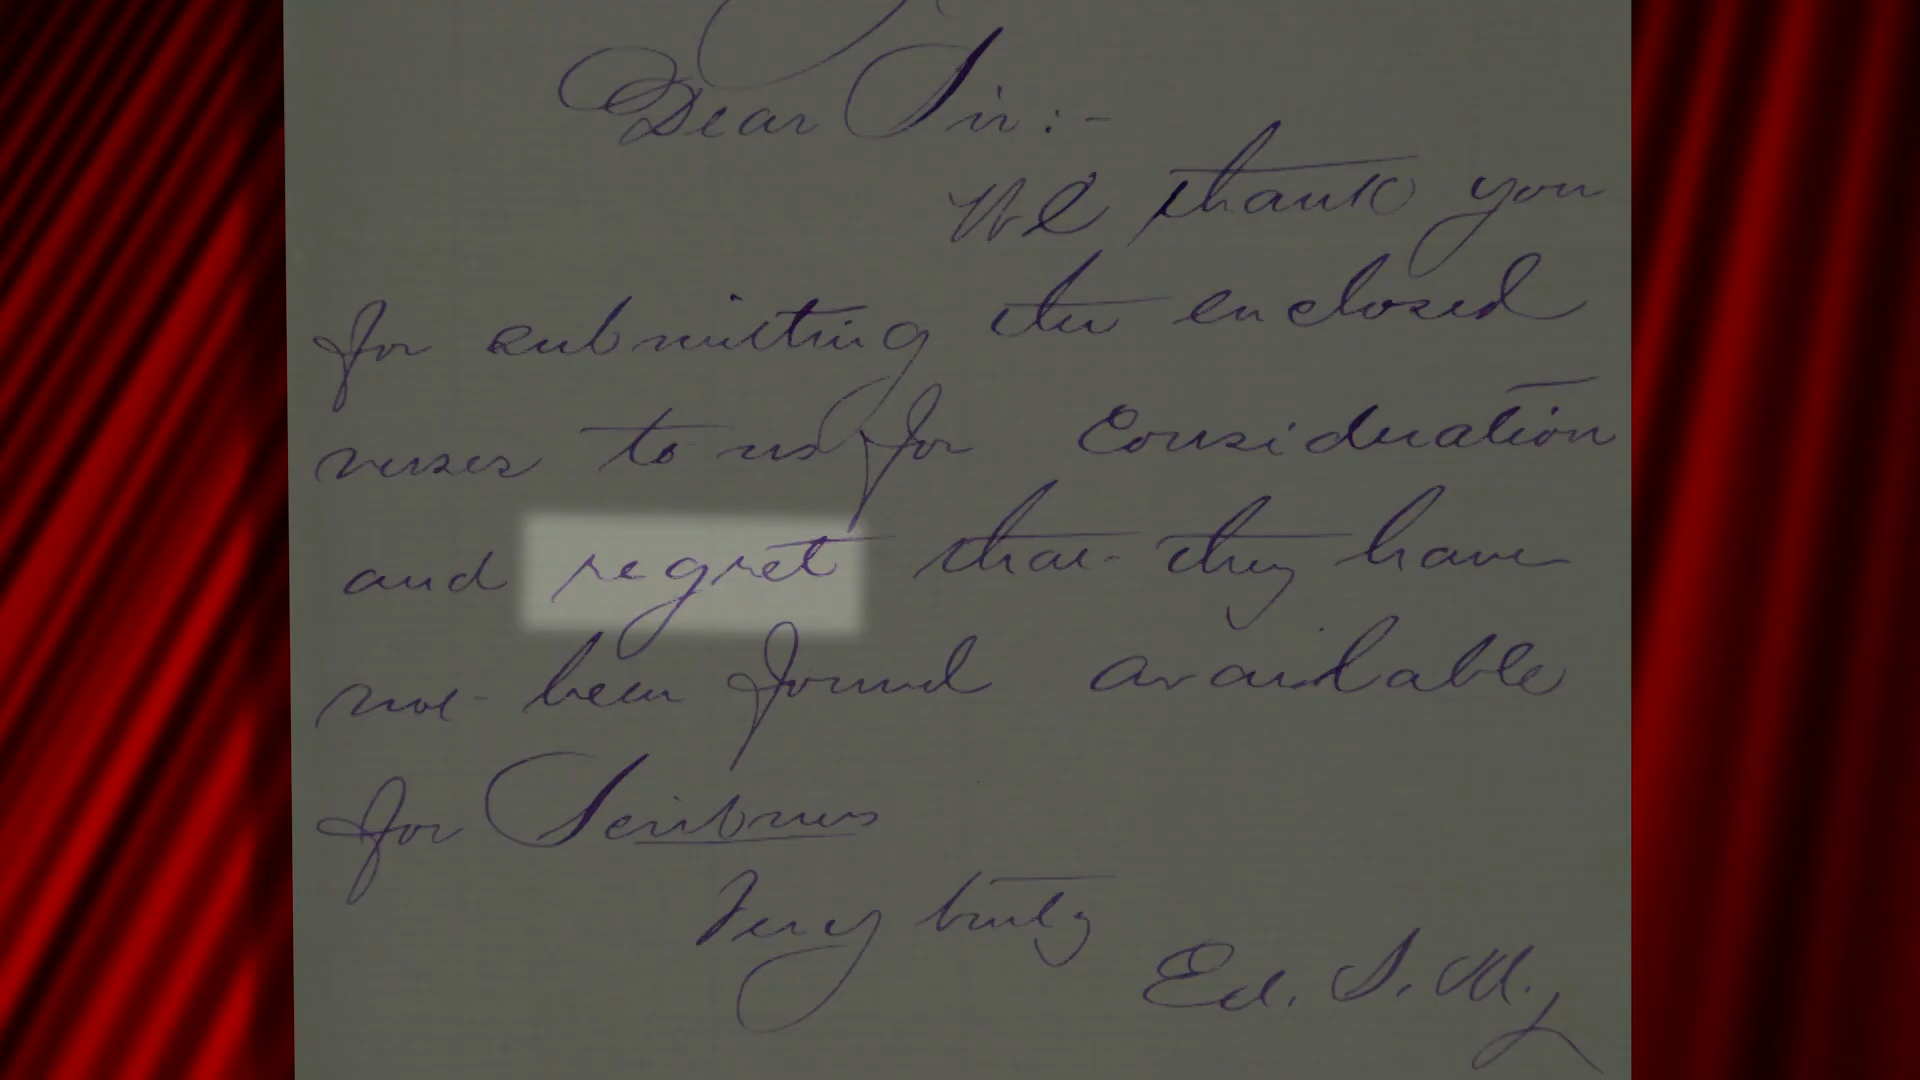 Dear Sir:-
We thank you
for submitting the enclosed
verses to us for consideration
and regret that they have
not been found available
for Scribners
Very truly
Ed. S. M.